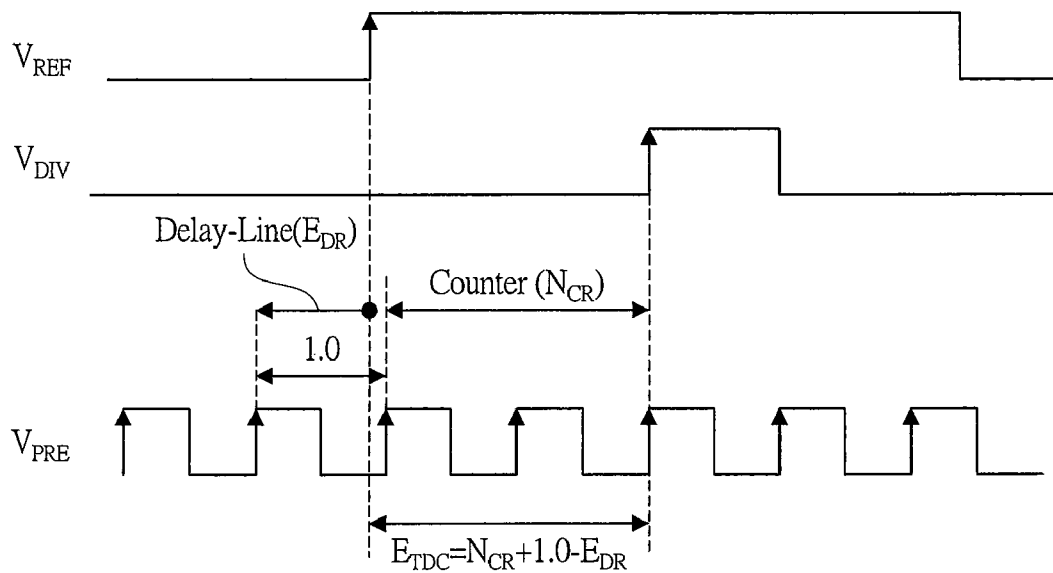 V_REF
V_DIV
Delay-Line(E_DR)
Counter (N_CR)
1.0
V_PRE
E_TDC=N_CR+1.0-E_DR